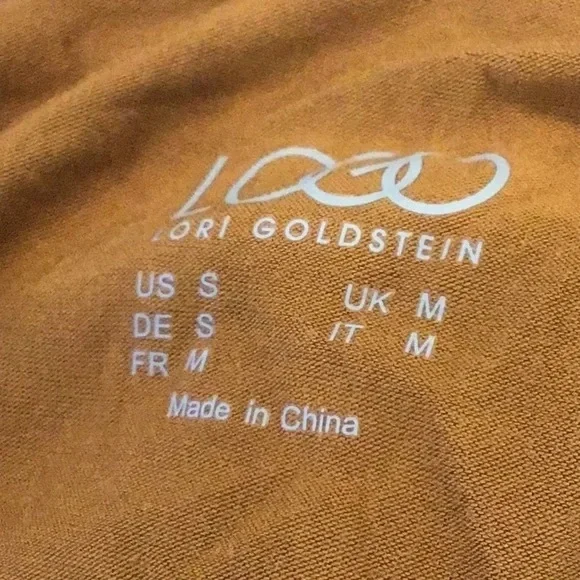 LOGO
LORI GOLDSTEIN
US S UK M
DE S IT M
FR M
Made in China